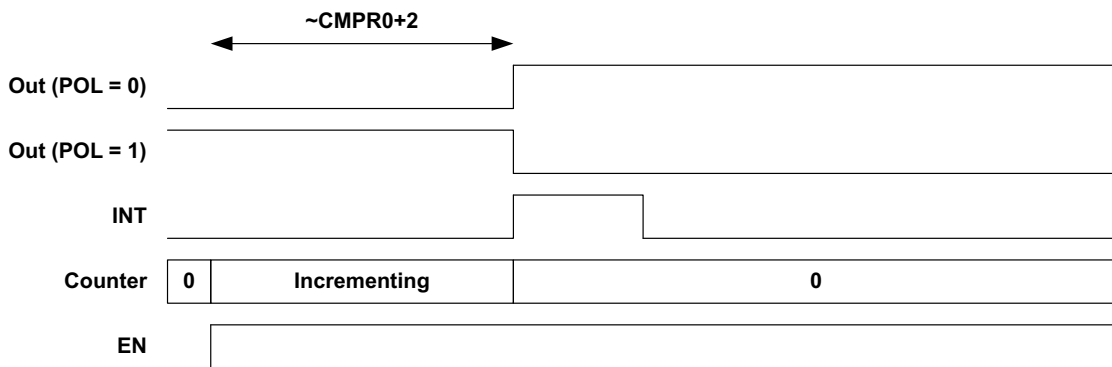 ~CMPR0+2
Out (POL = 0)
Out (POL = 1)
INT
Counter 0 Incrementing 0
EN